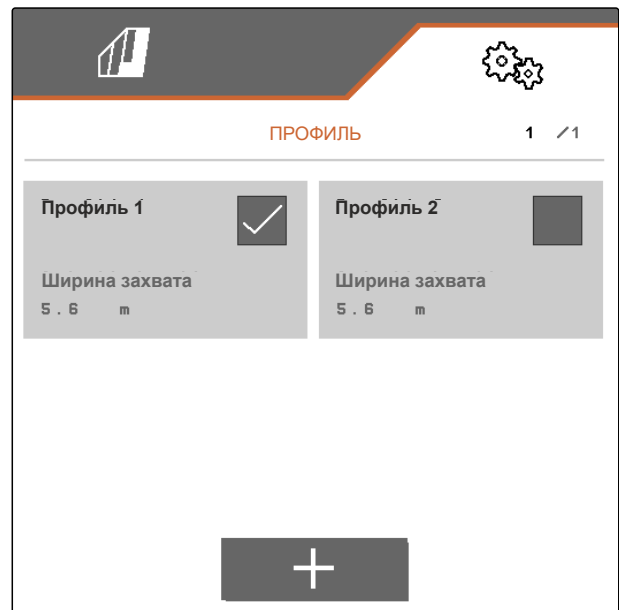 ПРОФИЛЬ 1 /1
Профиль 1
Ширина захвата
5.6 m
Профиль 2
Ширина захвата
5.6 m
+